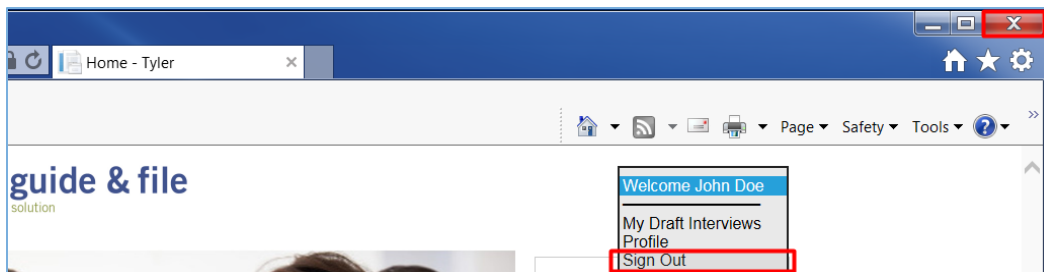 X
Home - Tyler ×
Page Safety Tools ? »
guide & file
solution
Welcome John Doe
My Draft Interviews
Profile
Sign Out